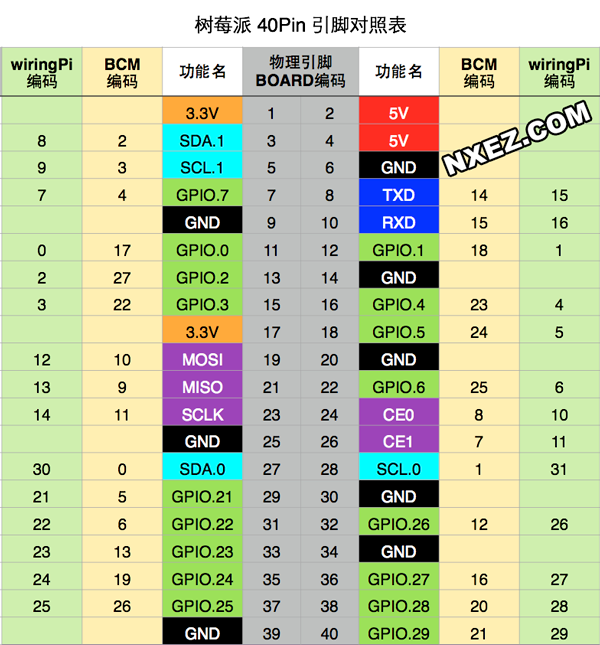 树莓派 40Pin 引脚对照表
wiringPi 编码 BCM 编码 功能名 物理引脚 BOARD编码 功能名 BCM 编码 wiringPi 编码
3.3V 1 2 5V
8 2 SDA.1 3 4 5V
9 3 SCL.1 5 6 GND
7 4 GPIO.7 7 8 TXD 14 15
GND 9 10 RXD 15 16
0 17 GPIO.0 11 12 GPIO.1 18 1
2 27 GPIO.2 13 14 GND
3 22 GPIO.3 15 16 GPIO.4 23 4
3.3V 17 18 GPIO.5 24 5
12 10 MOSI 19 20 GND
13 9 MISO 21 22 GPIO.6 25 6
14 11 SCLK 23 24 CE0 8 10
GND 25 26 CE1 7 11
30 0 SDA.0 27 28 SCL.0 1 31
21 5 GPIO.21 29 30 GND
22 6 GPIO.22 31 32 GPIO.26 12 26
23 13 GPIO.23 33 34 GND
24 19 GPIO.24 35 36 GPIO.27 16 27
25 26 GPIO.25 37 38 GPIO.28 20 28
GND 39 40 GPIO.29 21 29
NXEZ.COM